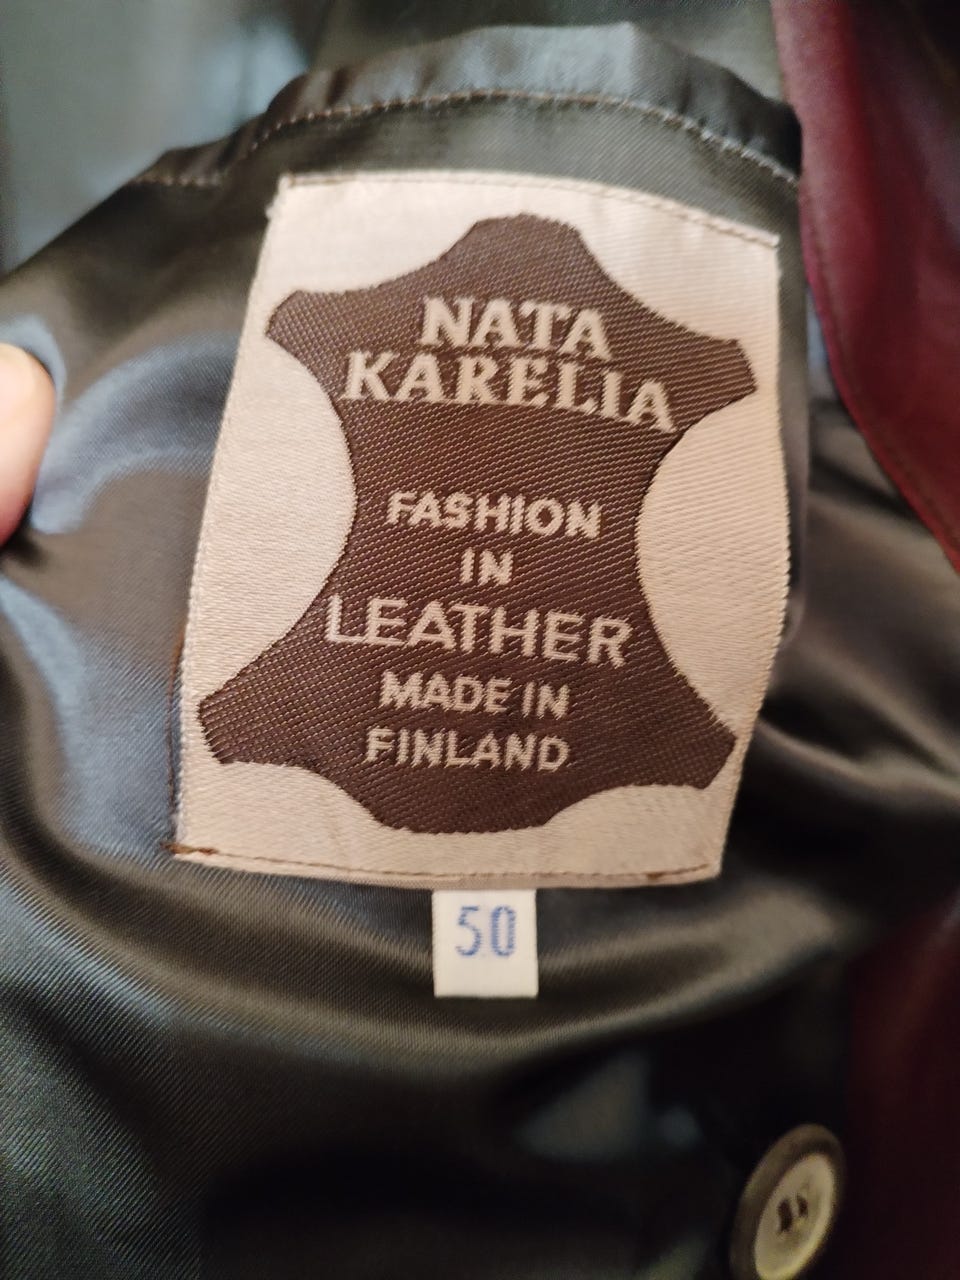 NATA
KARELIA
FASHION
IN
LEATHER
MADE IN
FINLAND
50